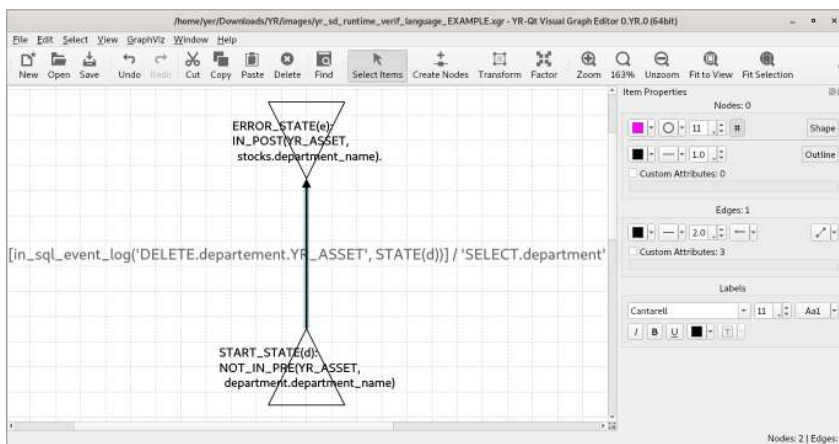 /home/yer/Downloads/YR/images/yr_sd_runtime_verif_language_EXAMPLE.xgr - YR-Qt Visual Graph Editor 0.YR.0 (64bit)
File Edit Select View GraphViz Window Help
New Open Save Undo Redo Cut Copy Paste Delete Find Select Items Create Nodes Transform Factor Zoom 163% Unzoom Fit to View Fit Selection
Item Properties
Nodes: 0
11 # Shape
1.0 Outline
Custom Attributes: 0
Edges: 1
2.0
Custom Attributes: 3
Labels
Cantarell 11 Aa1
I B U T
ERROR_STATE(e):
IN_POST(YR_ASSET,
stocks.department_name).
[in_sql_event_log('DELETE.departement.YR_ASSET', STATE(d))] / 'SELECT.department'
START_STATE(d):
NOT_IN_PRE(YR_ASSET,
department.department_name)
Nodes: 2 | Edges: